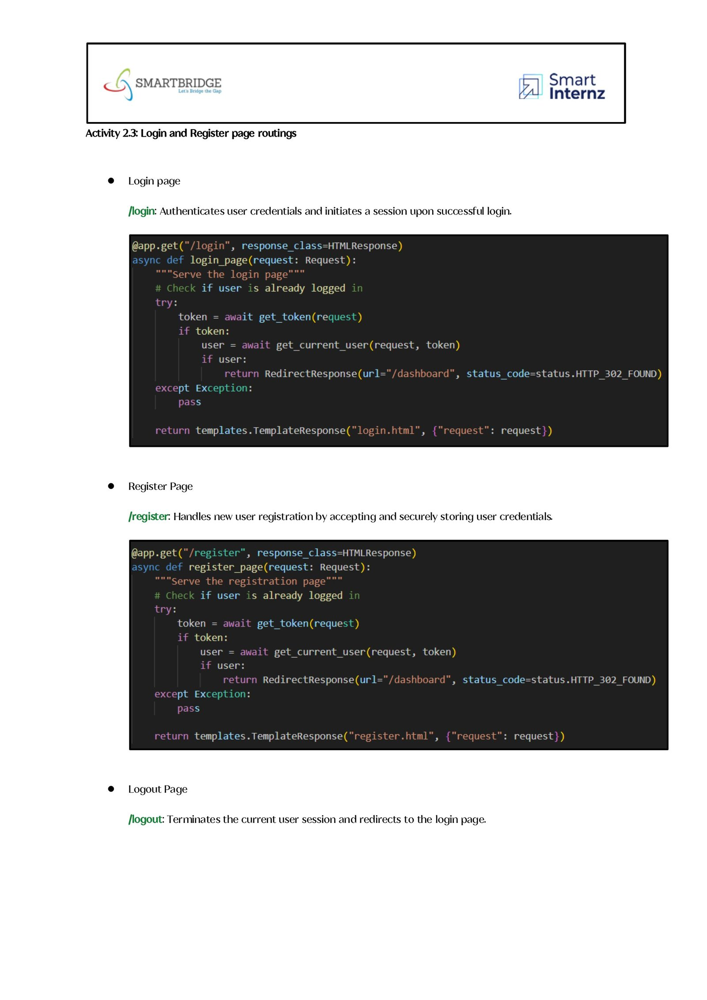 SMARTBRIDGE
Let's Bridge the Gap
Smart
Internz
Activity 2.3: Login and Register page routings
● Login page
/login: Authenticates user credentials and initiates a session upon successful login.
@app.get("/login", response_class=HTMLResponse)
async def login_page(request: Request):
    """Serve the login page"""
    # Check if user is already logged in
    try:
        token = await get_token(request)
        if token:
            user = await get_current_user(request, token)
            if user:
                return RedirectResponse(url="/dashboard", status_code=status.HTTP_302_FOUND)
    except Exception:
        pass
    return templates.TemplateResponse("login.html", {"request": request})
● Register Page
/register: Handles new user registration by accepting and securely storing user credentials.
@app.get("/register", response_class=HTMLResponse)
async def register_page(request: Request):
    """Serve the registration page"""
    # Check if user is already logged in
    try:
        token = await get_token(request)
        if token:
            user = await get_current_user(request, token)
            if user:
                return RedirectResponse(url="/dashboard", status_code=status.HTTP_302_FOUND)
    except Exception:
        pass
    return templates.TemplateResponse("register.html", {"request": request})
● Logout Page
/logout: Terminates the current user session and redirects to the login page.